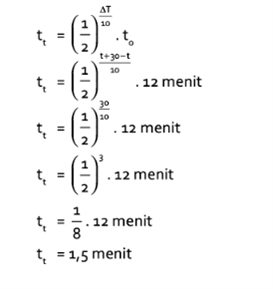 t_t = (1/2)^(ΔT/10) . t_o
t_t = (1/2)^((t+30-t)/10) . 12 menit
t_t = (1/2)^(30/10) . 12 menit
t_t = (1/2)^3 . 12 menit
t_t = 1/8 . 12 menit
t_t = 1,5 menit